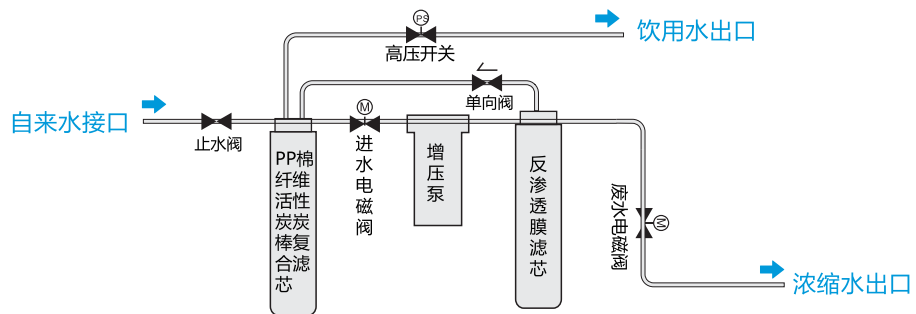 PS
饮用水出口
高压开关
单向阀
自来水接口
止水阀
M
进水电磁阀
PP棉
纤维
活性
炭炭
棒复
合滤
芯
增压泵
反渗透膜滤芯
废水电磁阀
M
浓缩水出口